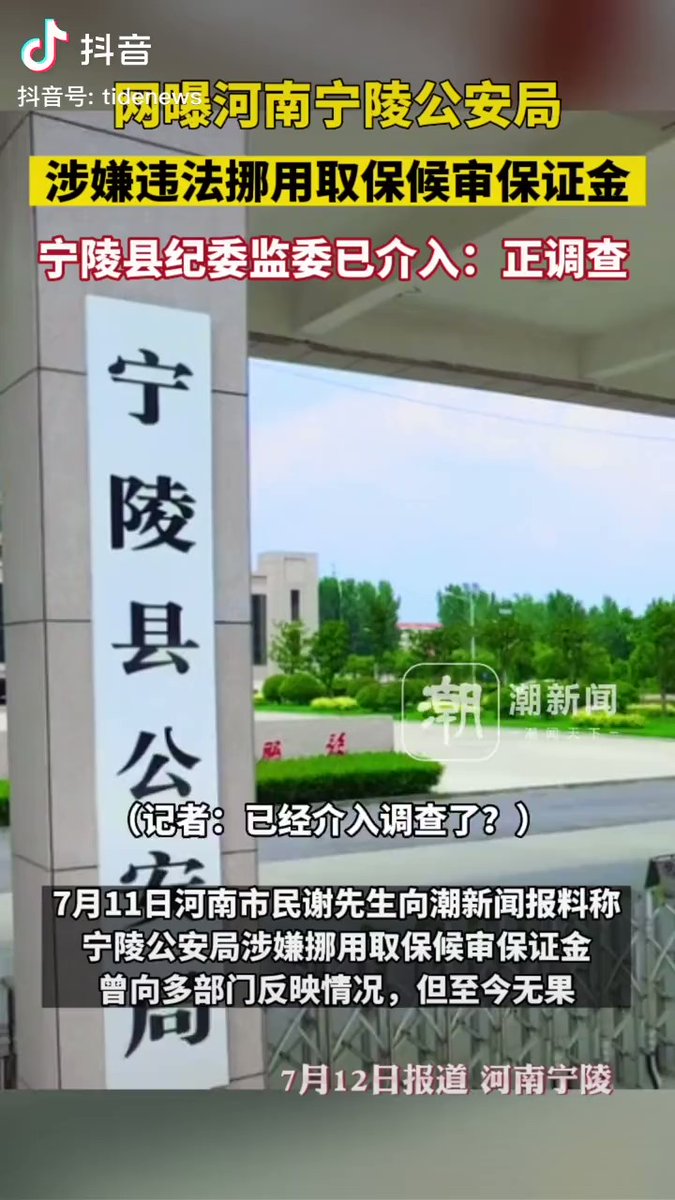 抖音
抖音号: tidenews
网曝河南宁陵公安局
涉嫌违法挪用取保候审保证金
宁陵县纪委监委已介入：正调查
宁陵县公安局
潮
潮新闻
潮闻天下
（记者：已经介入调查了？）
7月11日河南市民谢先生向潮新闻报料称
宁陵公安局涉嫌挪用取保候审保证金
曾向多部门反映情况，但至今无果
7月12日报道 河南宁陵